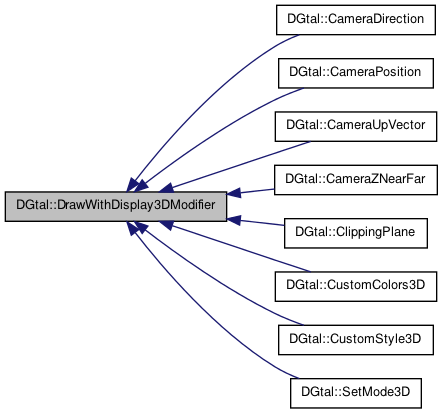 DGtal::CameraDirection
DGtal::CameraPosition
DGtal::CameraUpVector
DGtal::CameraZNearFar
DGtal::DrawWithDisplay3DModifier
DGtal::ClippingPlane
DGtal::CustomColors3D
DGtal::CustomStyle3D
DGtal::SetMode3D